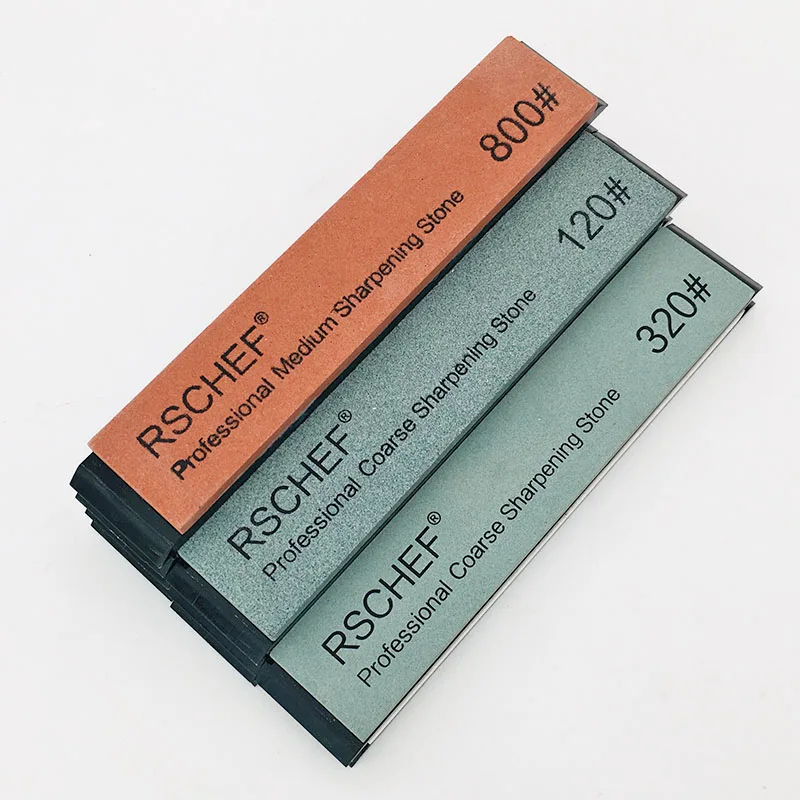 800#
RSCHEF®
Professional Medium Sharpening Stone
120#
RSCHEF®
Professional Coarse Sharpening Stone
320#
RSCHEF®
Professional Coarse Sharpening Stone